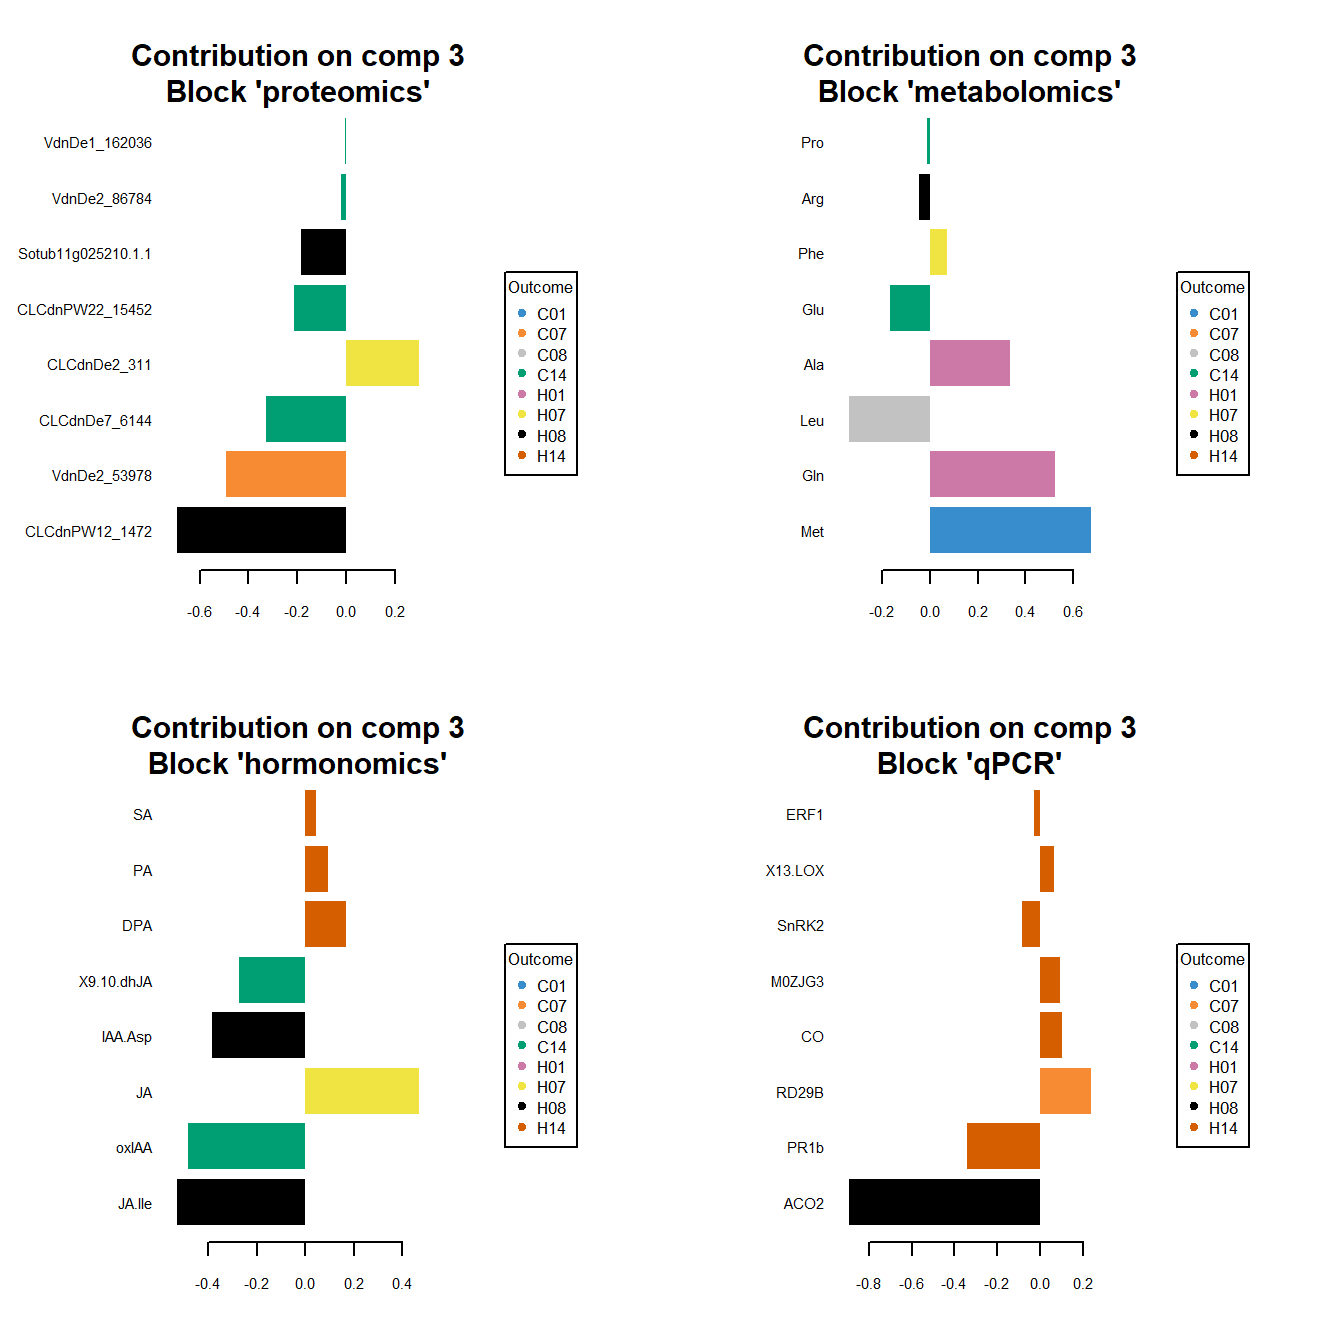 Contribution on comp 3
Block 'proteomics'
VdnDe1_162036
VdnDe2_86784
Sotub11g025210.1.1
CLCdnPW22_15452
CLCdnDe2_311
CLCdnDe7_6144
VdnDe2_53978
CLCdnPW12_1472
-0.6 -0.4 -0.2 0.0 0.2
Outcome
C01
C07
C08
C14
H01
H07
H08
H14
Contribution on comp 3
Block 'metabolomics'
Pro
Arg
Phe
Glu
Ala
Leu
Gln
Met
-0.2 0.0 0.2 0.4 0.6
Outcome
C01
C07
C08
C14
H01
H07
H08
H14
Contribution on comp 3
Block 'hormonomics'
SA
PA
DPA
X9.10.dhJA
IAA.Asp
JA
oxIAA
JA.Ile
-0.4 -0.2 0.0 0.2 0.4
Outcome
C01
C07
C08
C14
H01
H07
H08
H14
Contribution on comp 3
Block 'qPCR'
ERF1
X13.LOX
SnRK2
M0ZJG3
CO
RD29B
PR1b
ACO2
-0.8 -0.6 -0.4 -0.2 0.0 0.2
Outcome
C01
C07
C08
C14
H01
H07
H08
H14